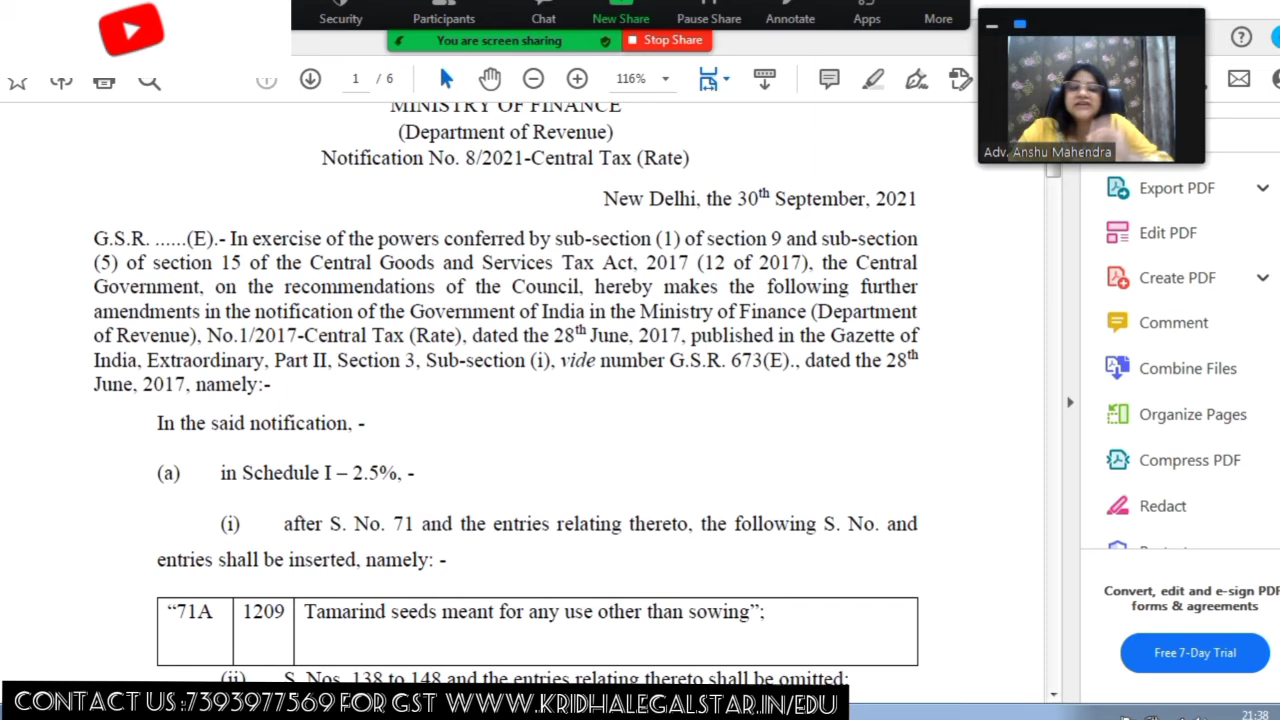 Security Participants Chat New Share Pause Share Annotate Apps More
You are screen sharing Stop Share
1 / 6 116%
Adv. Anshu Mahendra
MINISTRY OF FINANCE
(Department of Revenue)
Notification No. 8/2021-Central Tax (Rate)
New Delhi, the 30th September, 2021
G.S.R. ......(E).- In exercise of the powers conferred by sub-section (1) of section 9 and sub-section
(5) of section 15 of the Central Goods and Services Tax Act, 2017 (12 of 2017), the Central
Government, on the recommendations of the Council, hereby makes the following further
amendments in the notification of the Government of India in the Ministry of Finance (Department
of Revenue), No.1/2017-Central Tax (Rate), dated the 28th June, 2017, published in the Gazette of
India, Extraordinary, Part II, Section 3, Sub-section (i), vide number G.S.R. 673(E)., dated the 28th
June, 2017, namely:-
In the said notification, -
(a) in Schedule I – 2.5%, -
(i) after S. No. 71 and the entries relating thereto, the following S. No. and
entries shall be inserted, namely: -
“71A 1209 Tamarind seeds meant for any use other than sowing”;
(ii) S. Nos. 138 to 148 and the entries relating thereto shall be omitted;
Export PDF
Edit PDF
Create PDF
Comment
Combine Files
Organize Pages
Compress PDF
Redact
Convert, edit and e-sign PDF
forms & agreements
Free 7-Day Trial
CONTACT US :7393977569 FOR GST WWW.KRIDHALEGALSTAR.IN/EDU
21:38